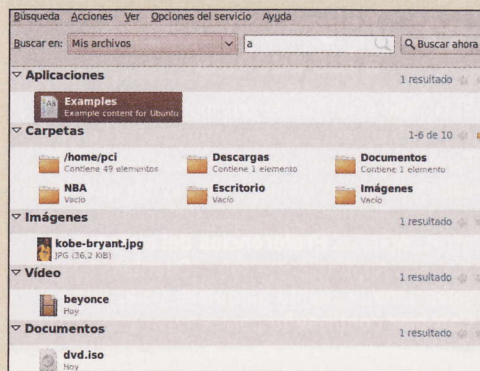 Búsqueda Acciones Ver Opciones del servicio Ayuda
Buscar en: Mis archivos a Buscar ahora
Aplicaciones 1 resultado
Examples
Example content for Ubuntu
Carpetas 1-6 de 10
/home/pci Descargas Documentos
Contiene 49 elementos Contiene 1 elemento Contiene 1 elemento
NBA Escritorio Imágenes
Vacío Vacío Vacío
Imágenes 1 resultado
kobe-bryant.jpg
JPG (36,2 KiB)
Vídeo 1 resultado
beyonce
Hoy
Documentos 1 resultado
dvd.iso
Hoy